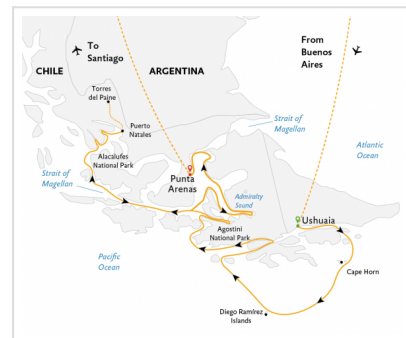 To
Santiago
From
Buenos
Aires
CHILE
ARGENTINA
Torres
del Paine
Puerto
Natales
Strait of
Magellan
Atlantic
Ocean
Alacalufes
National Park
Strait of
Magellan
Punta
Arenas
Admiralty
Sound
Ushuaia
Agostini
National Park
Pacific
Ocean
Cape Horn
Diego Ramírez
Islands